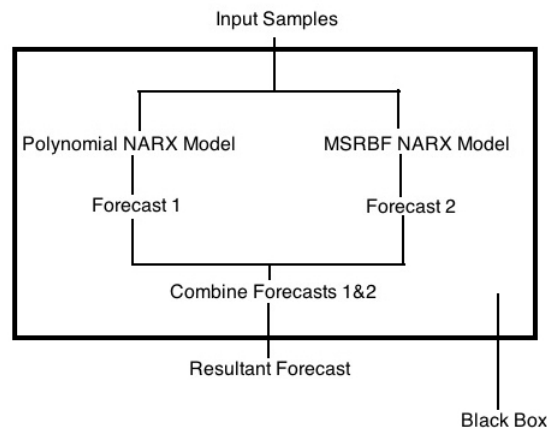 Input Samples
Polynomial NARX Model
MSRBF NARX Model
Forecast 1
Forecast 2
Combine Forecasts 1&2
Resultant Forecast
Black Box